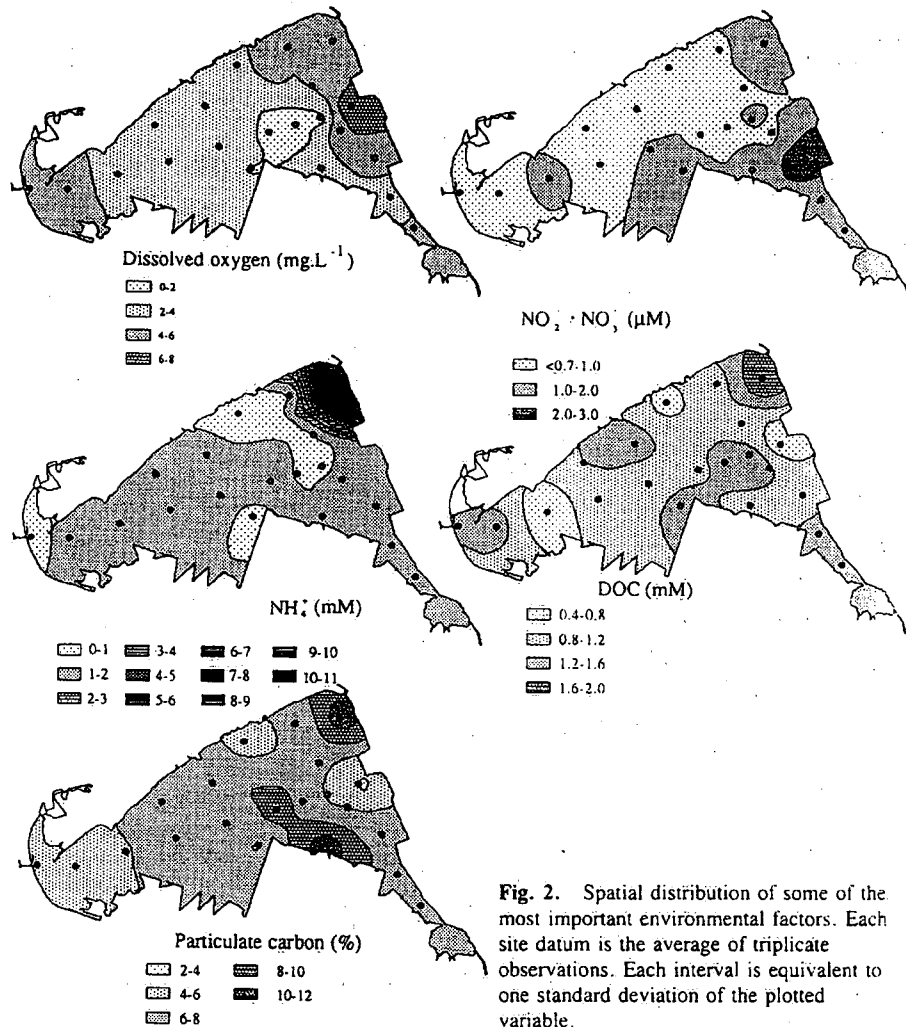 Dissolved oxygen (mg.L⁻¹)
0-2
2-4
4-6
6-8
NO₂⁻ · NO₃⁻ (μM)
<0.7-1.0
1.0-2.0
2.0-3.0
NH₄⁺ (mM)
0-1 3-4 6-7 9-10
1-2 4-5 7-8 10-11
2-3 5-6 8-9
DOC (mM)
0.4-0.8
0.8-1.2
1.2-1.6
1.6-2.0
Particulate carbon (%)
2-4 8-10
4-6 10-12
6-8
Fig. 2. Spatial distribution of some of the
most important environmental factors. Each
site datum is the average of triplicate
observations. Each interval is equivalent to
one standard deviation of the plotted
variable.